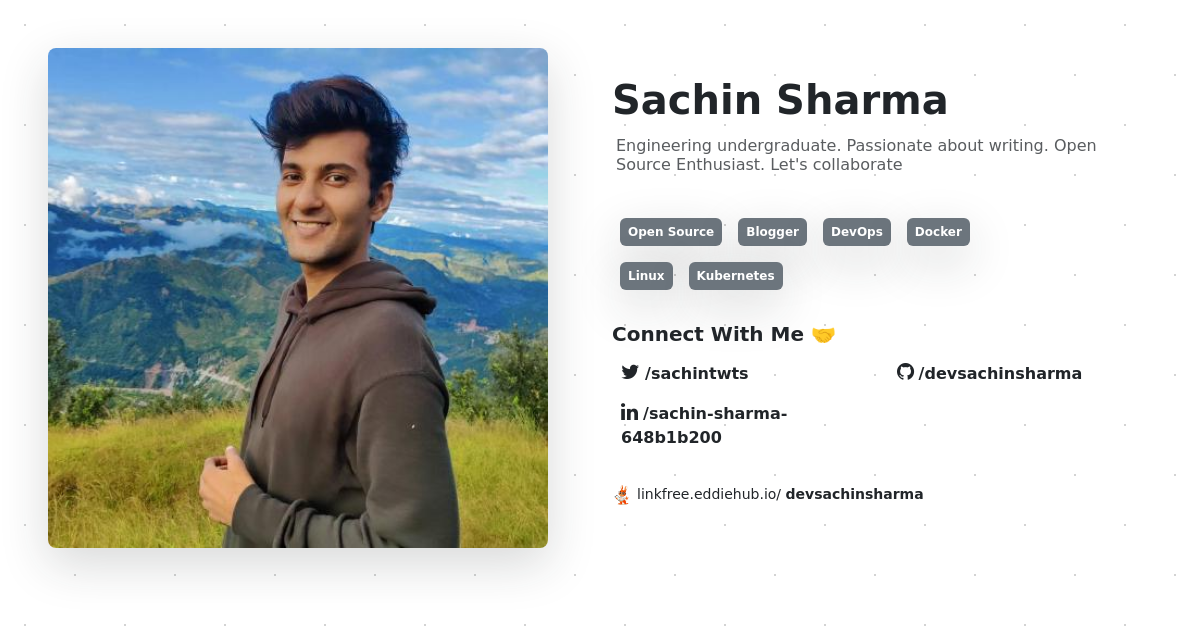 Sachin Sharma
Engineering undergraduate. Passionate about writing. Open
Source Enthusiast. Let's collaborate
Open Source Blogger DevOps Docker
Linux Kubernetes
Connect With Me 🤝
/sachintwts /devsachinsharma
in /sachin-sharma-
648b1b200
linkfree.eddiehub.io/ devsachinsharma